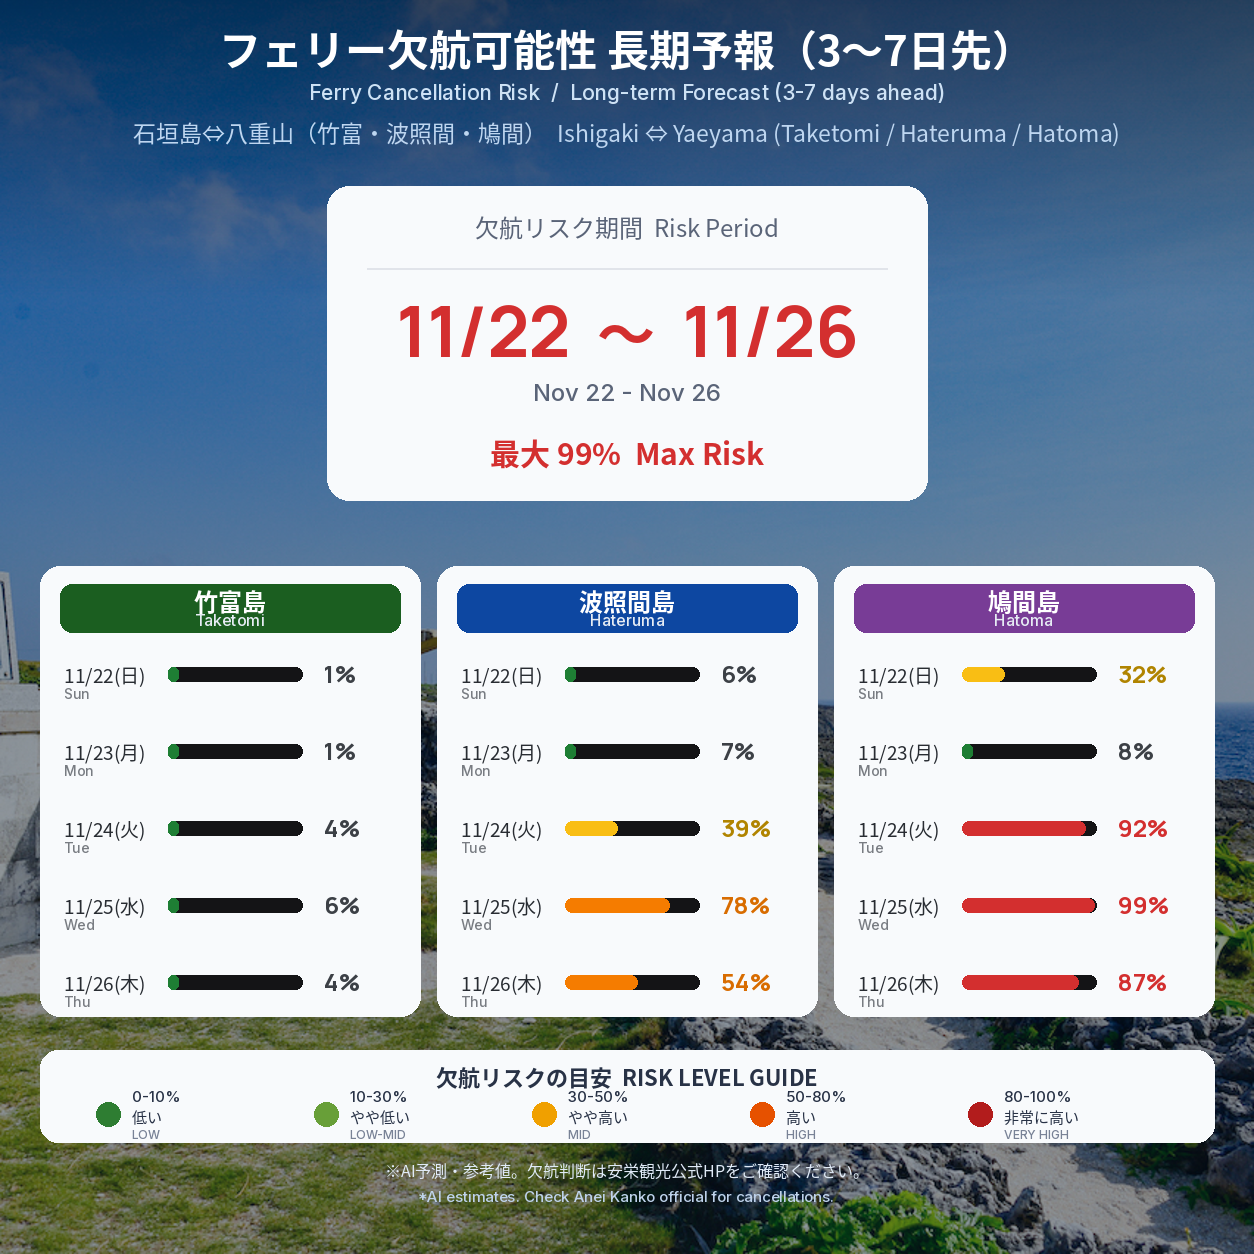 フェリー欠航可能性 長期予報（3〜7日先）
Ferry Cancellation Risk / Long-term Forecast (3-7 days ahead)
石垣島⇔八重山（竹富・波照間・鳩間） Ishigaki ⇔ Yaeyama (Taketomi / Hateruma / Hatoma)
欠航リスク期間 Risk Period
11/22 〜 11/26
Nov 22 - Nov 26
最大 99% Max Risk
竹富島
Taketomi
11/22(日) 1%
Sun
11/23(月) 1%
Mon
11/24(火) 4%
Tue
11/25(水) 6%
Wed
11/26(木) 4%
Thu
波照間島
Hateruma
11/22(日) 6%
Sun
11/23(月) 7%
Mon
11/24(火) 39%
Tue
11/25(水) 78%
Wed
11/26(木) 54%
Thu
鳩間島
Hatoma
11/22(日) 32%
Sun
11/23(月) 8%
Mon
11/24(火) 92%
Tue
11/25(水) 99%
Wed
11/26(木) 87%
Thu
欠航リスクの目安 RISK LEVEL GUIDE
0-10%
低い
LOW
10-30%
やや低い
LOW-MID
30-50%
やや高い
MID
50-80%
高い
HIGH
80-100%
非常に高い
VERY HIGH
※AI予測・参考値。欠航判断は安栄観光公式HPをご確認ください。
*AI estimates. Check Anei Kanko official for cancellations.